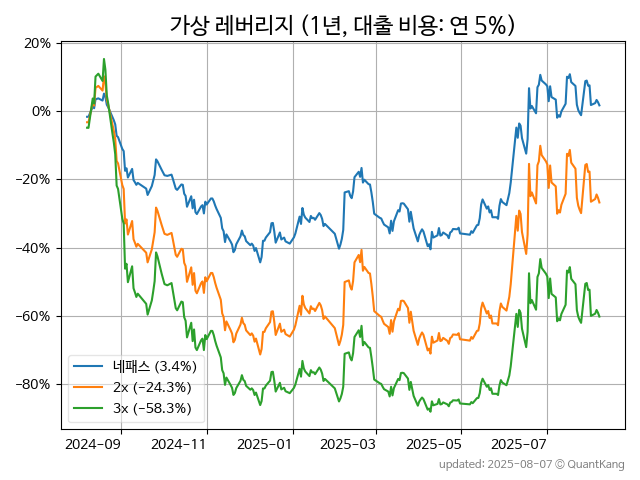 가상 레버리지 (1년, 대출 비용: 연 5%)
20%
0%
−20%
−40%
−60%
−80%
네패스 (3.4%)
2x (−24.3%)
3x (−58.3%)
2024-09
2024-11
2025-01
2025-03
2025-05
2025-07
updated: 2025-08-07 © QuantKang